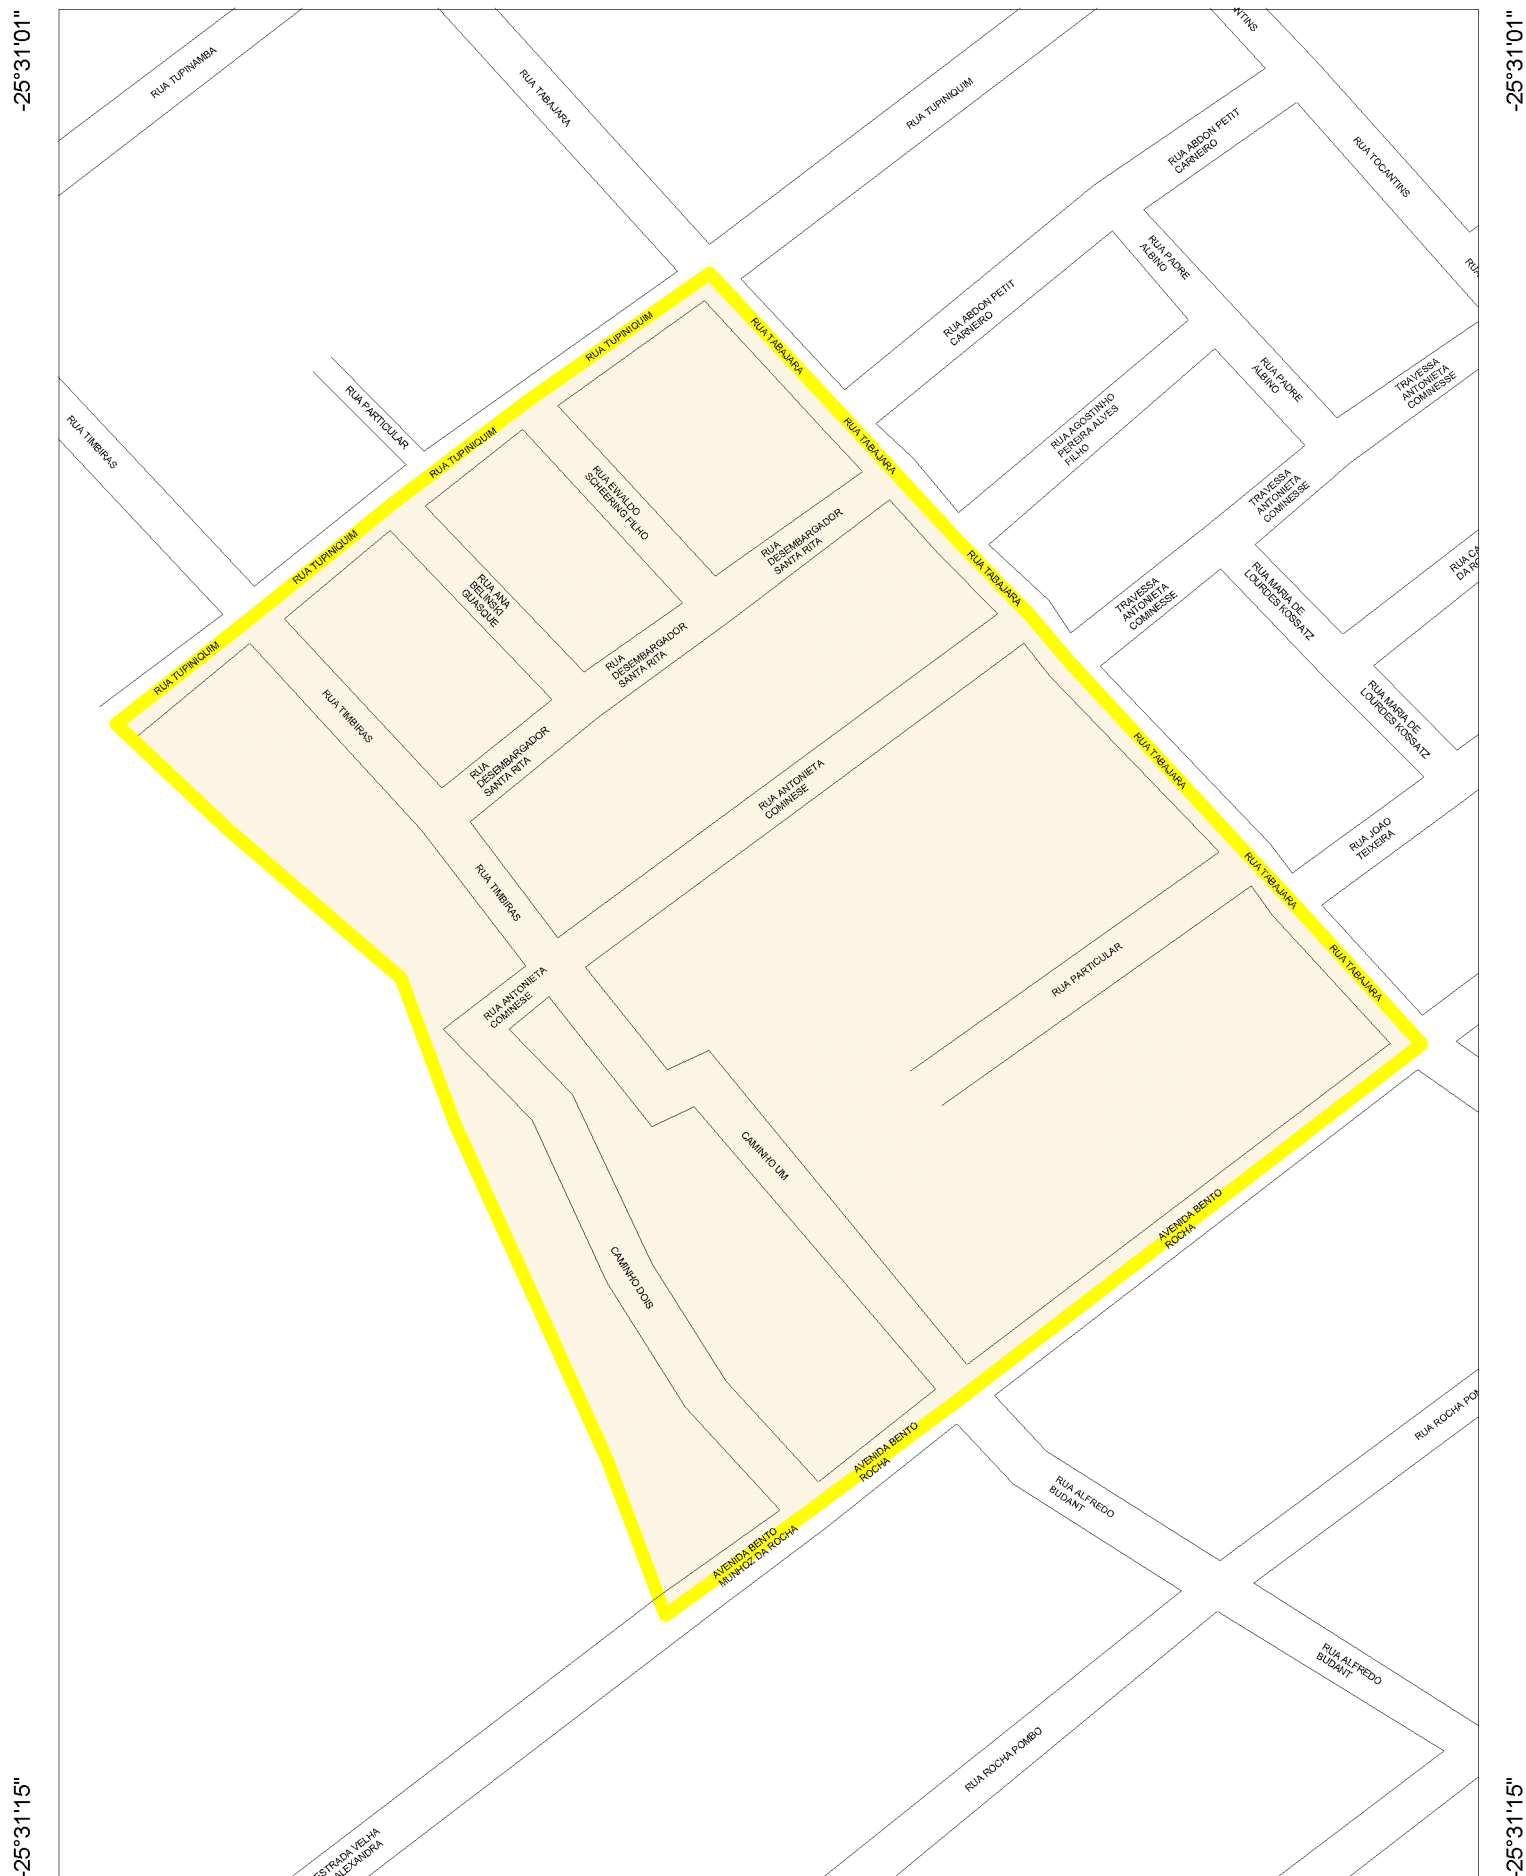 -25°31'01"
-25°31'01"
RUA TUPINAMBA
RUA TABAJARA
RUA TUPINIQUIM
RUA ABDON PETIT
CARNEIRO
RUA TOCANTINS
RUA PADRE
ALBINO
RUA
RUA ABDON PETIT
CARNEIRO
RUA TUPINIQUIM
RUA TABAJARA
RUA PADRE
ALBINO
TRAVESSA
ANTONIETA
COMINESSE
RUA PARTICULAR
RUA TIMBIRAS
RUA TUPINIQUIM
RUA TABAJARA
RUA AGOSTINHO
PEREIRA ALVES
FILHO
RUA EWALDO
SCHEERING FILHO
RUA
DESEMBARGADOR
SANTA RITA
TRAVESSA
ANTONIETA
COMINESSE
RUA TUPINIQUIM
RUA ANA
BELINSKI
GUASQUE
RUA TABAJARA
TRAVESSA
ANTONIETA
COMINESSE
RUA MARIA DE
LOURDES KOSSATZ
RUA CA
DA RO
RUA TUPINIQUIM
RUA
DESEMBARGADOR
SANTA RITA
RUA TIMBIRAS
RUA MARIA DE
LOURDES KOSSATZ
RUA
DESEMBARGADOR
SANTA RITA
RUA ANTONIETA
COMINESE
RUA TABAJARA
RUA JOAO
TEIXEIRA
RUA TIMBIRAS
RUA TABAJARA
RUA ANTONIETA
COMINESE
RUA PARTICULAR
RUA TABAJARA
CAMINHO UM
AVENIDA BENTO
ROCHA
CAMINHO DOIS
AVENIDA BENTO
ROCHA
RUA ROCHA POM
RUA ALFREDO
BUDANT
AVENIDA BENTO
MUNHOZ DA ROCHA
RUA ALFREDO
BUDANT
RUA ROCHA POMBO
ESTRADA VELHA
ALEXANDRA
-25°31'15"
-25°31'15"